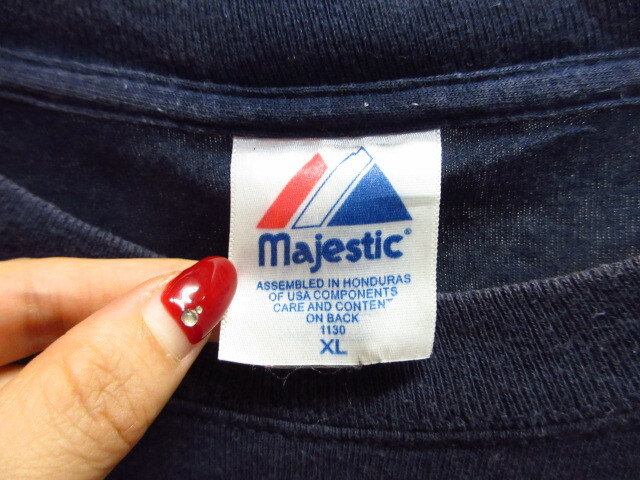 Majestic®
ASSEMBLED IN HONDURAS
OF USA COMPONENTS
CARE AND CONTENT
ON BACK
1130
XL